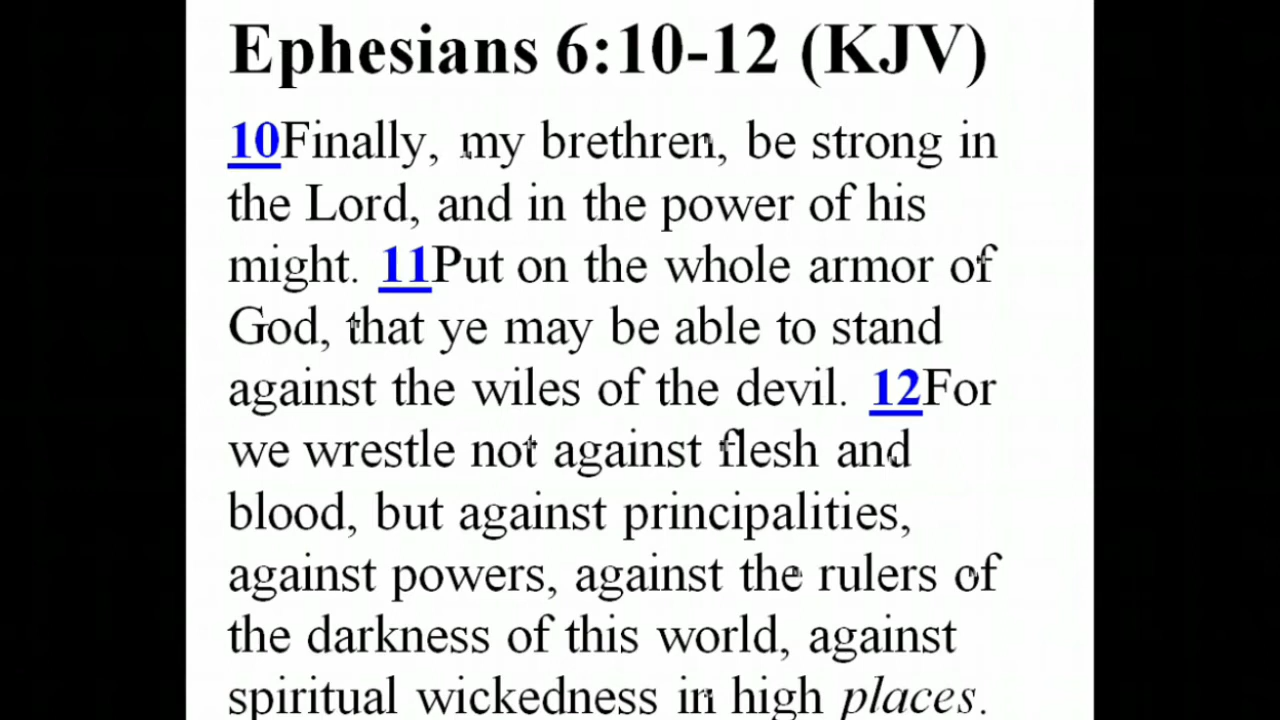 Ephesians 6:10-12 (KJV)
10Finally, my brethren, be strong in
the Lord, and in the power of his
might. 11Put on the whole armor of
God, that ye may be able to stand
against the wiles of the devil. 12For
we wrestle not against flesh and
blood, but against principalities,
against powers, against the rulers of
the darkness of this world, against
spiritual wickedness in high places.